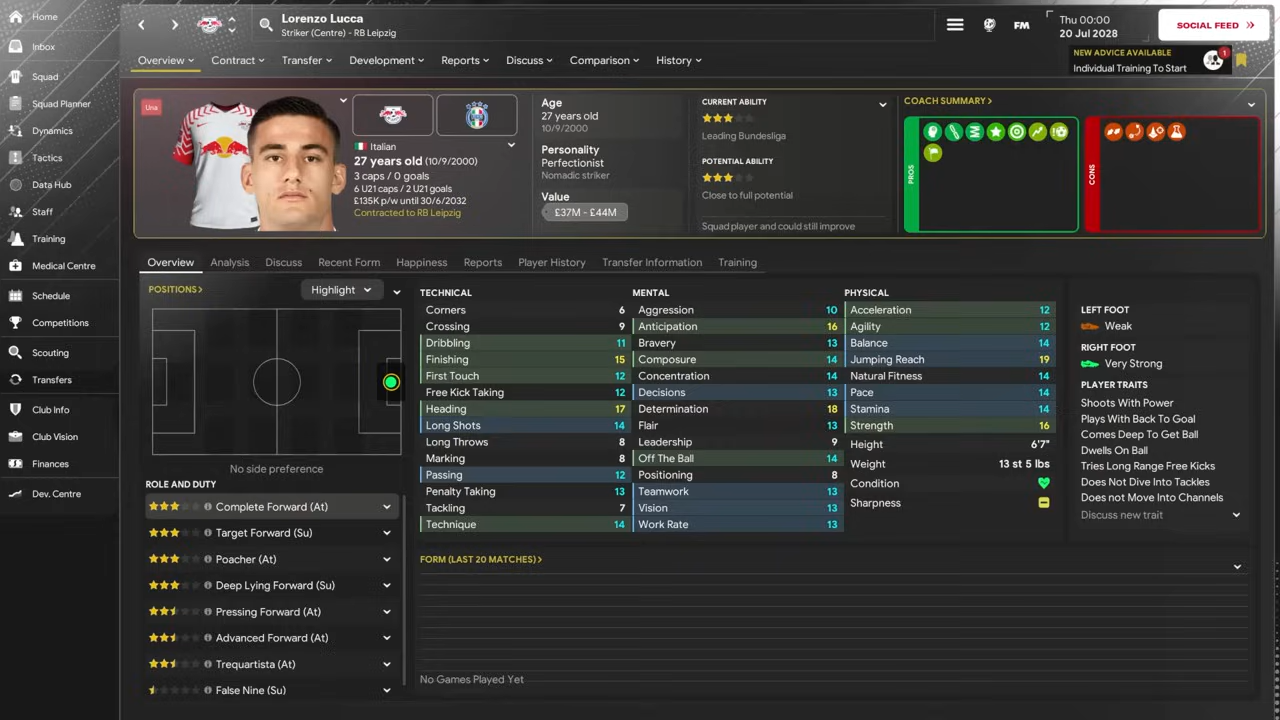 Home
Inbox
Squad
Squad Planner
Dynamics
Tactics
Data Hub
Staff
Training
Medical Centre
Schedule
Competitions
Scouting
Transfers
Club Info
Club Vision
Finances
Dev. Centre
Lorenzo Lucca
Striker (Centre) - RB Leipzig
FM
Thu 00:00
20 Jul 2028
SOCIAL FEED
Overview
Contract
Transfer
Development
Reports
Discuss
Comparison
History
NEW ADVICE AVAILABLE
Individual Training To Start
1
Una
Italian
27 years old (10/9/2000)
3 caps / 0 goals
6 U21 caps / 2 U21 goals
£135K p/w until 30/6/2032
Contracted to RB Leipzig
Age
27 years old
10/9/2000
Personality
Perfectionist
Nomadic striker
Value
£37M - £44M
CURRENT ABILITY
Leading Bundesliga
POTENTIAL ABILITY
Close to full potential
Squad player and could still improve
COACH SUMMARY >
PROS
CONS
Overview
Analysis
Discuss
Recent Form
Happiness
Reports
Player History
Transfer Information
Training
POSITIONS >
Highlight
No side preference
ROLE AND DUTY
Complete Forward (At)
Target Forward (Su)
Poacher (At)
Deep Lying Forward (Su)
Pressing Forward (At)
Advanced Forward (At)
Trequartista (At)
False Nine (Su)
TECHNICAL
Corners 6
Crossing 9
Dribbling 11
Finishing 15
First Touch 12
Free Kick Taking 12
Heading 17
Long Shots 14
Long Throws 8
Marking 8
Passing 12
Penalty Taking 13
Tackling 7
Technique 14
MENTAL
Aggression 10
Anticipation 16
Bravery 13
Composure 14
Concentration 14
Decisions 13
Determination 18
Flair 13
Leadership 9
Off The Ball 14
Positioning 8
Teamwork 13
Vision 13
Work Rate 13
PHYSICAL
Acceleration 12
Agility 12
Balance 14
Jumping Reach 19
Natural Fitness 14
Pace 14
Stamina 14
Strength 16
Height 6'7"
Weight 13 st 5 lbs
Condition
Sharpness
LEFT FOOT
Weak
RIGHT FOOT
Very Strong
PLAYER TRAITS
Shoots With Power
Plays With Back To Goal
Comes Deep To Get Ball
Dwells On Ball
Tries Long Range Free Kicks
Does Not Dive Into Tackles
Does not Move Into Channels
Discuss new trait
FORM (LAST 20 MATCHES) >
No Games Played Yet